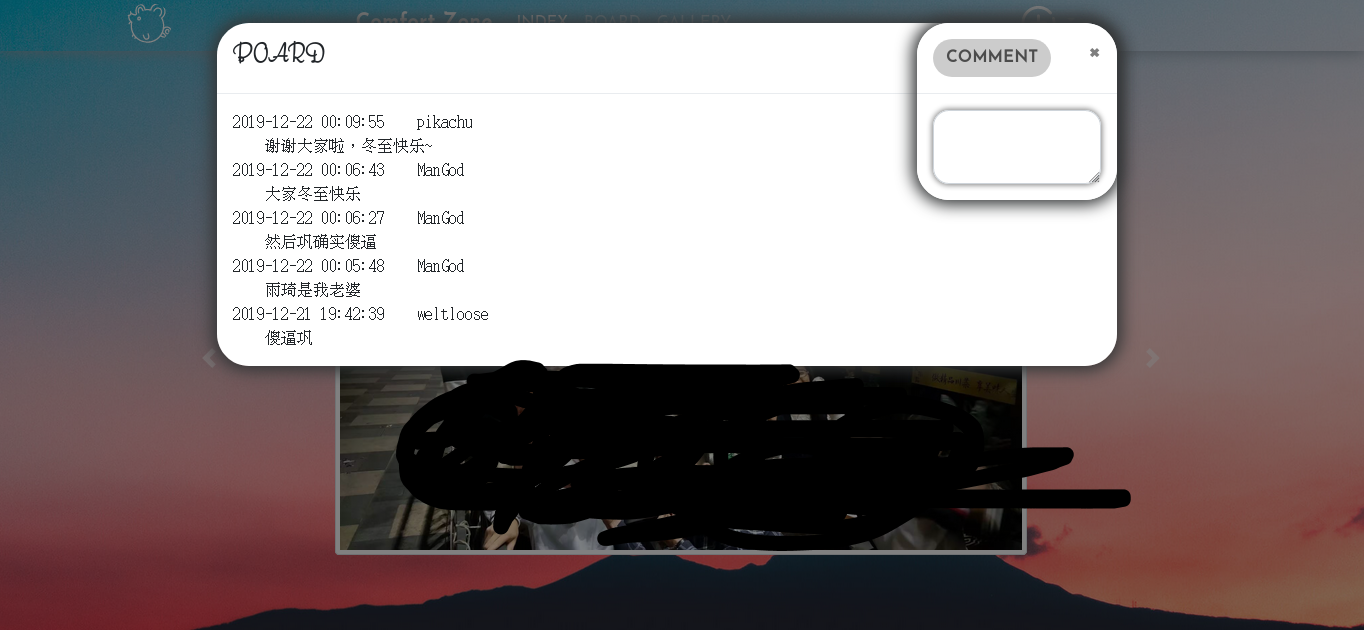 Comfort Zone INDEX BOARD GALLERY
BOARD
COMMENT
2019-12-22 00:09:55 pikachu
谢谢大家啦，冬至快乐~
2019-12-22 00:06:43 ManGod
大家冬至快乐
2019-12-22 00:06:27 ManGod
然后巩确实傻逼
2019-12-22 00:05:48 ManGod
雨琦是我老婆
2019-12-21 19:42:39 weltloose
傻逼巩